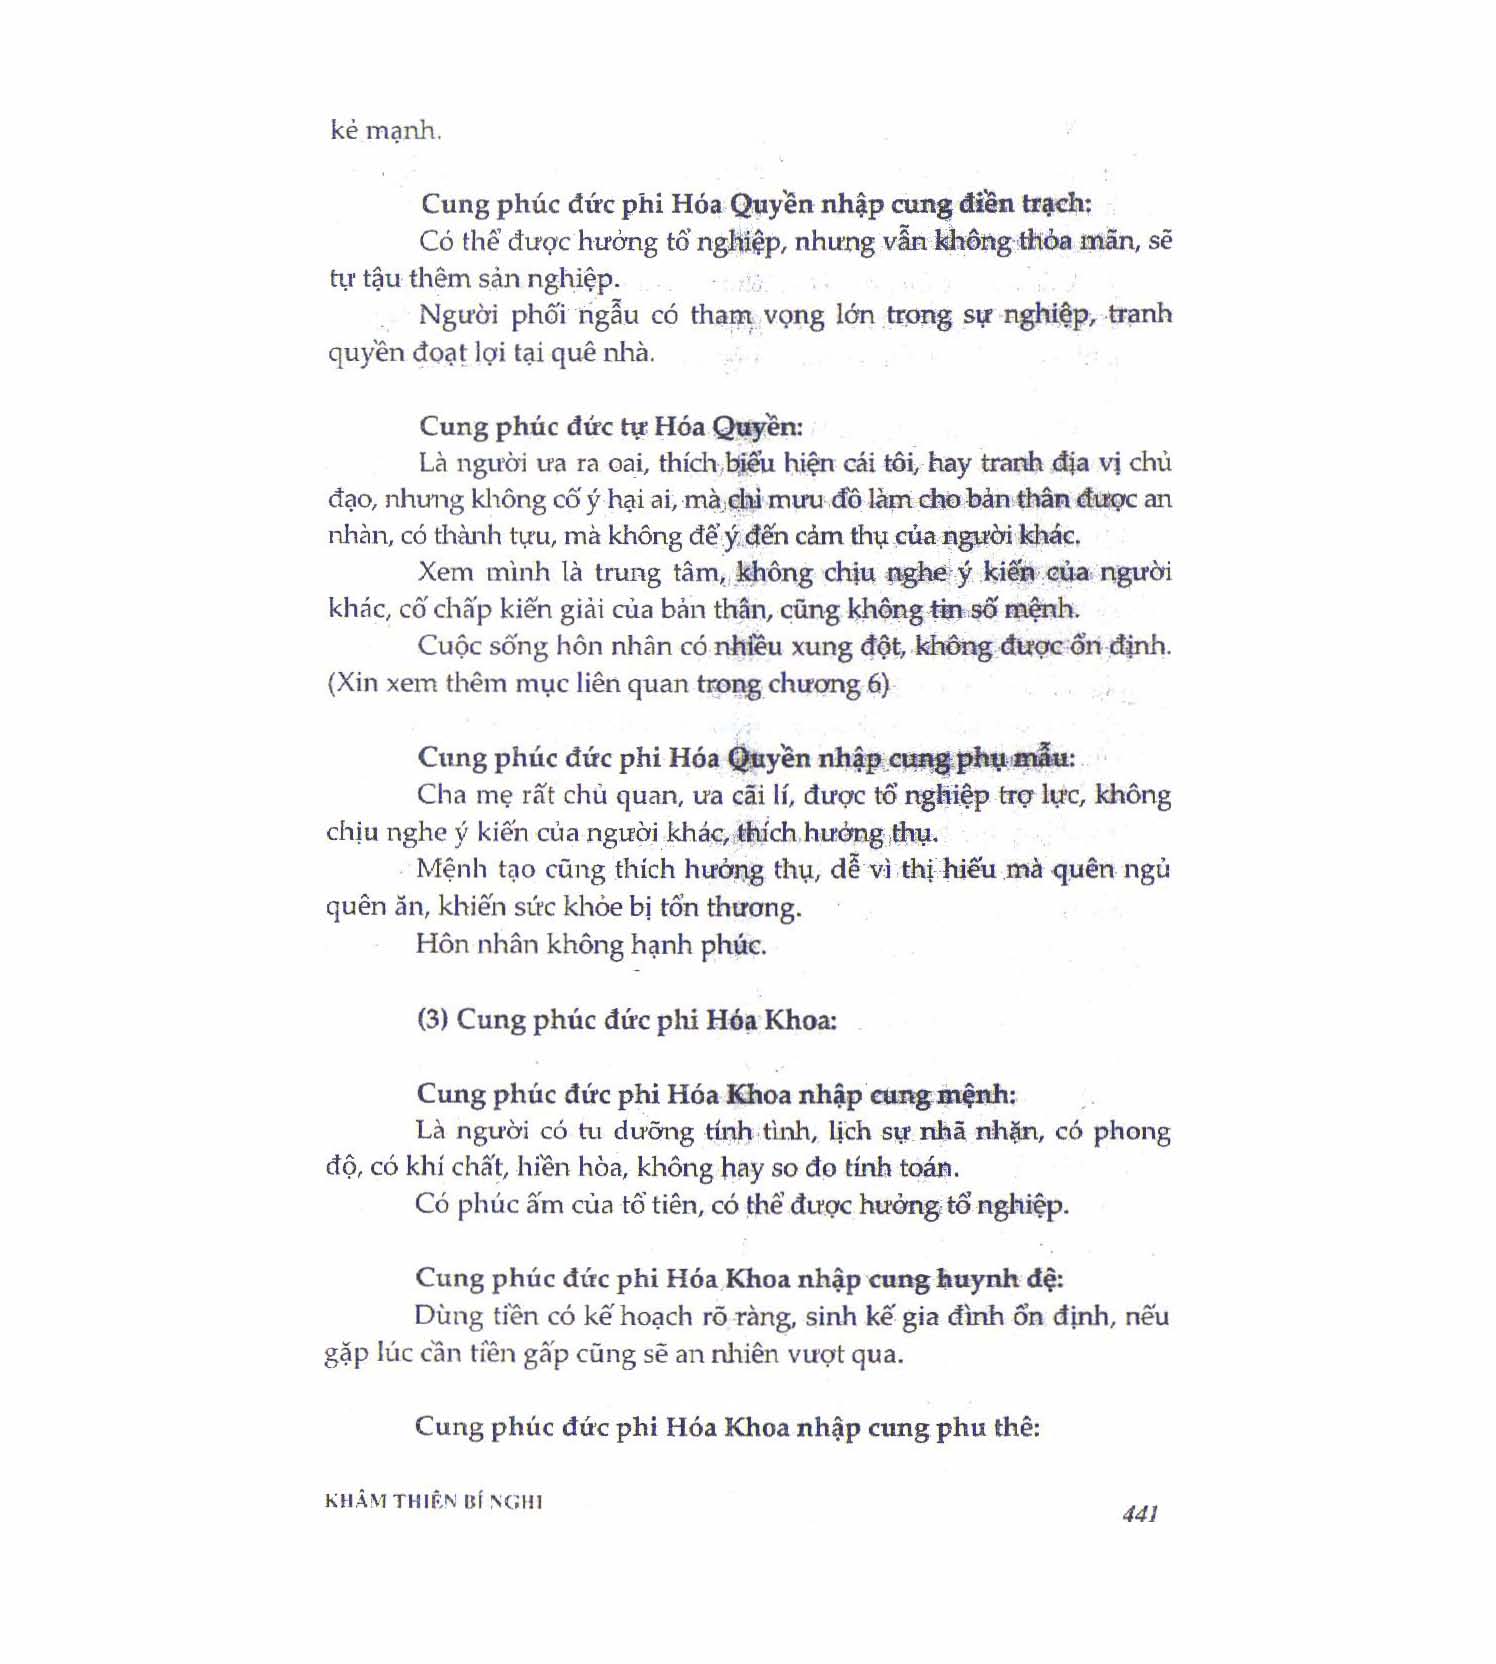 kẻ mạnh.
Cung phúc đức phi Hóa Quyền nhập cung điền trạch:
Có thể được hưởng tổ nghiệp, nhưng vẫn không thỏa mãn, sẽ
tự tậu thêm sản nghiệp.
Người phối ngẫu có tham vọng lớn trong sự nghiệp, tranh
quyền đoạt lợi tại quê nhà.
Cung phúc đức tự Hóa Quyền:
Là người ưa ra oai, thích biểu hiện cái tôi, hay tranh địa vị chủ
đạo, nhưng không cố ý hại ai, mà chỉ mưu đồ làm cho bản thân được an
nhàn, có thành tựu, mà không để ý đến cảm thụ của người khác.
Xem mình là trung tâm, không chịu nghe ý kiến của người
khác, cố chấp kiến giải của bản thân, cũng không tin số mệnh.
Cuộc sống hôn nhân có nhiều xung đột, không được ổn định.
(Xin xem thêm mục liên quan trong chương 6)
Cung phúc đức phi Hóa Quyền nhập cung phụ mẫu:
Cha mẹ rất chủ quan, ưa cãi lí, được tổ nghiệp trợ lực, không
chịu nghe ý kiến của người khác, thích hưởng thụ.
Mệnh tạo cũng thích hưởng thụ, dễ vì thị hiếu mà quên ngủ
quên ăn, khiến sức khỏe bị tổn thương.
Hôn nhân không hạnh phúc.
(3) Cung phúc đức phi Hóa Khoa:
Cung phúc đức phi Hóa Khoa nhập cung mệnh:
Là người có tu dưỡng tính tình, lịch sự nhã nhặn, có phong
độ, có khí chất, hiền hòa, không hay so đo tính toán.
Có phúc ấm của tổ tiên, có thể được hưởng tổ nghiệp.
Cung phúc đức phi Hóa Khoa nhập cung huynh đệ:
Dùng tiền có kế hoạch rõ ràng, sinh kế gia đình ổn định, nếu
gặp lúc cần tiền gấp cũng sẽ an nhiên vượt qua.
Cung phúc đức phi Hóa Khoa nhập cung phu thê:
KHÂM THIÊN BÍ NGHI
441